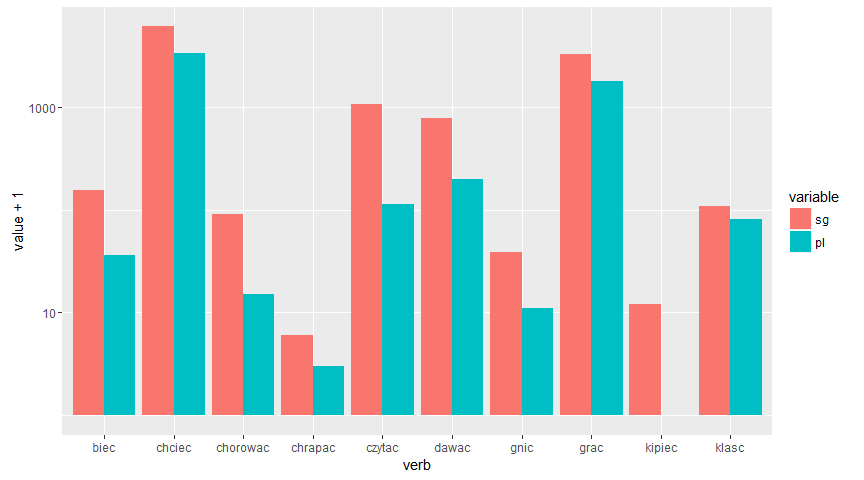 1000
10
value + 1
biec chciec chorowac chrapac czytac dawac gnic grac kipiec klasc
verb
variable
sg
pl